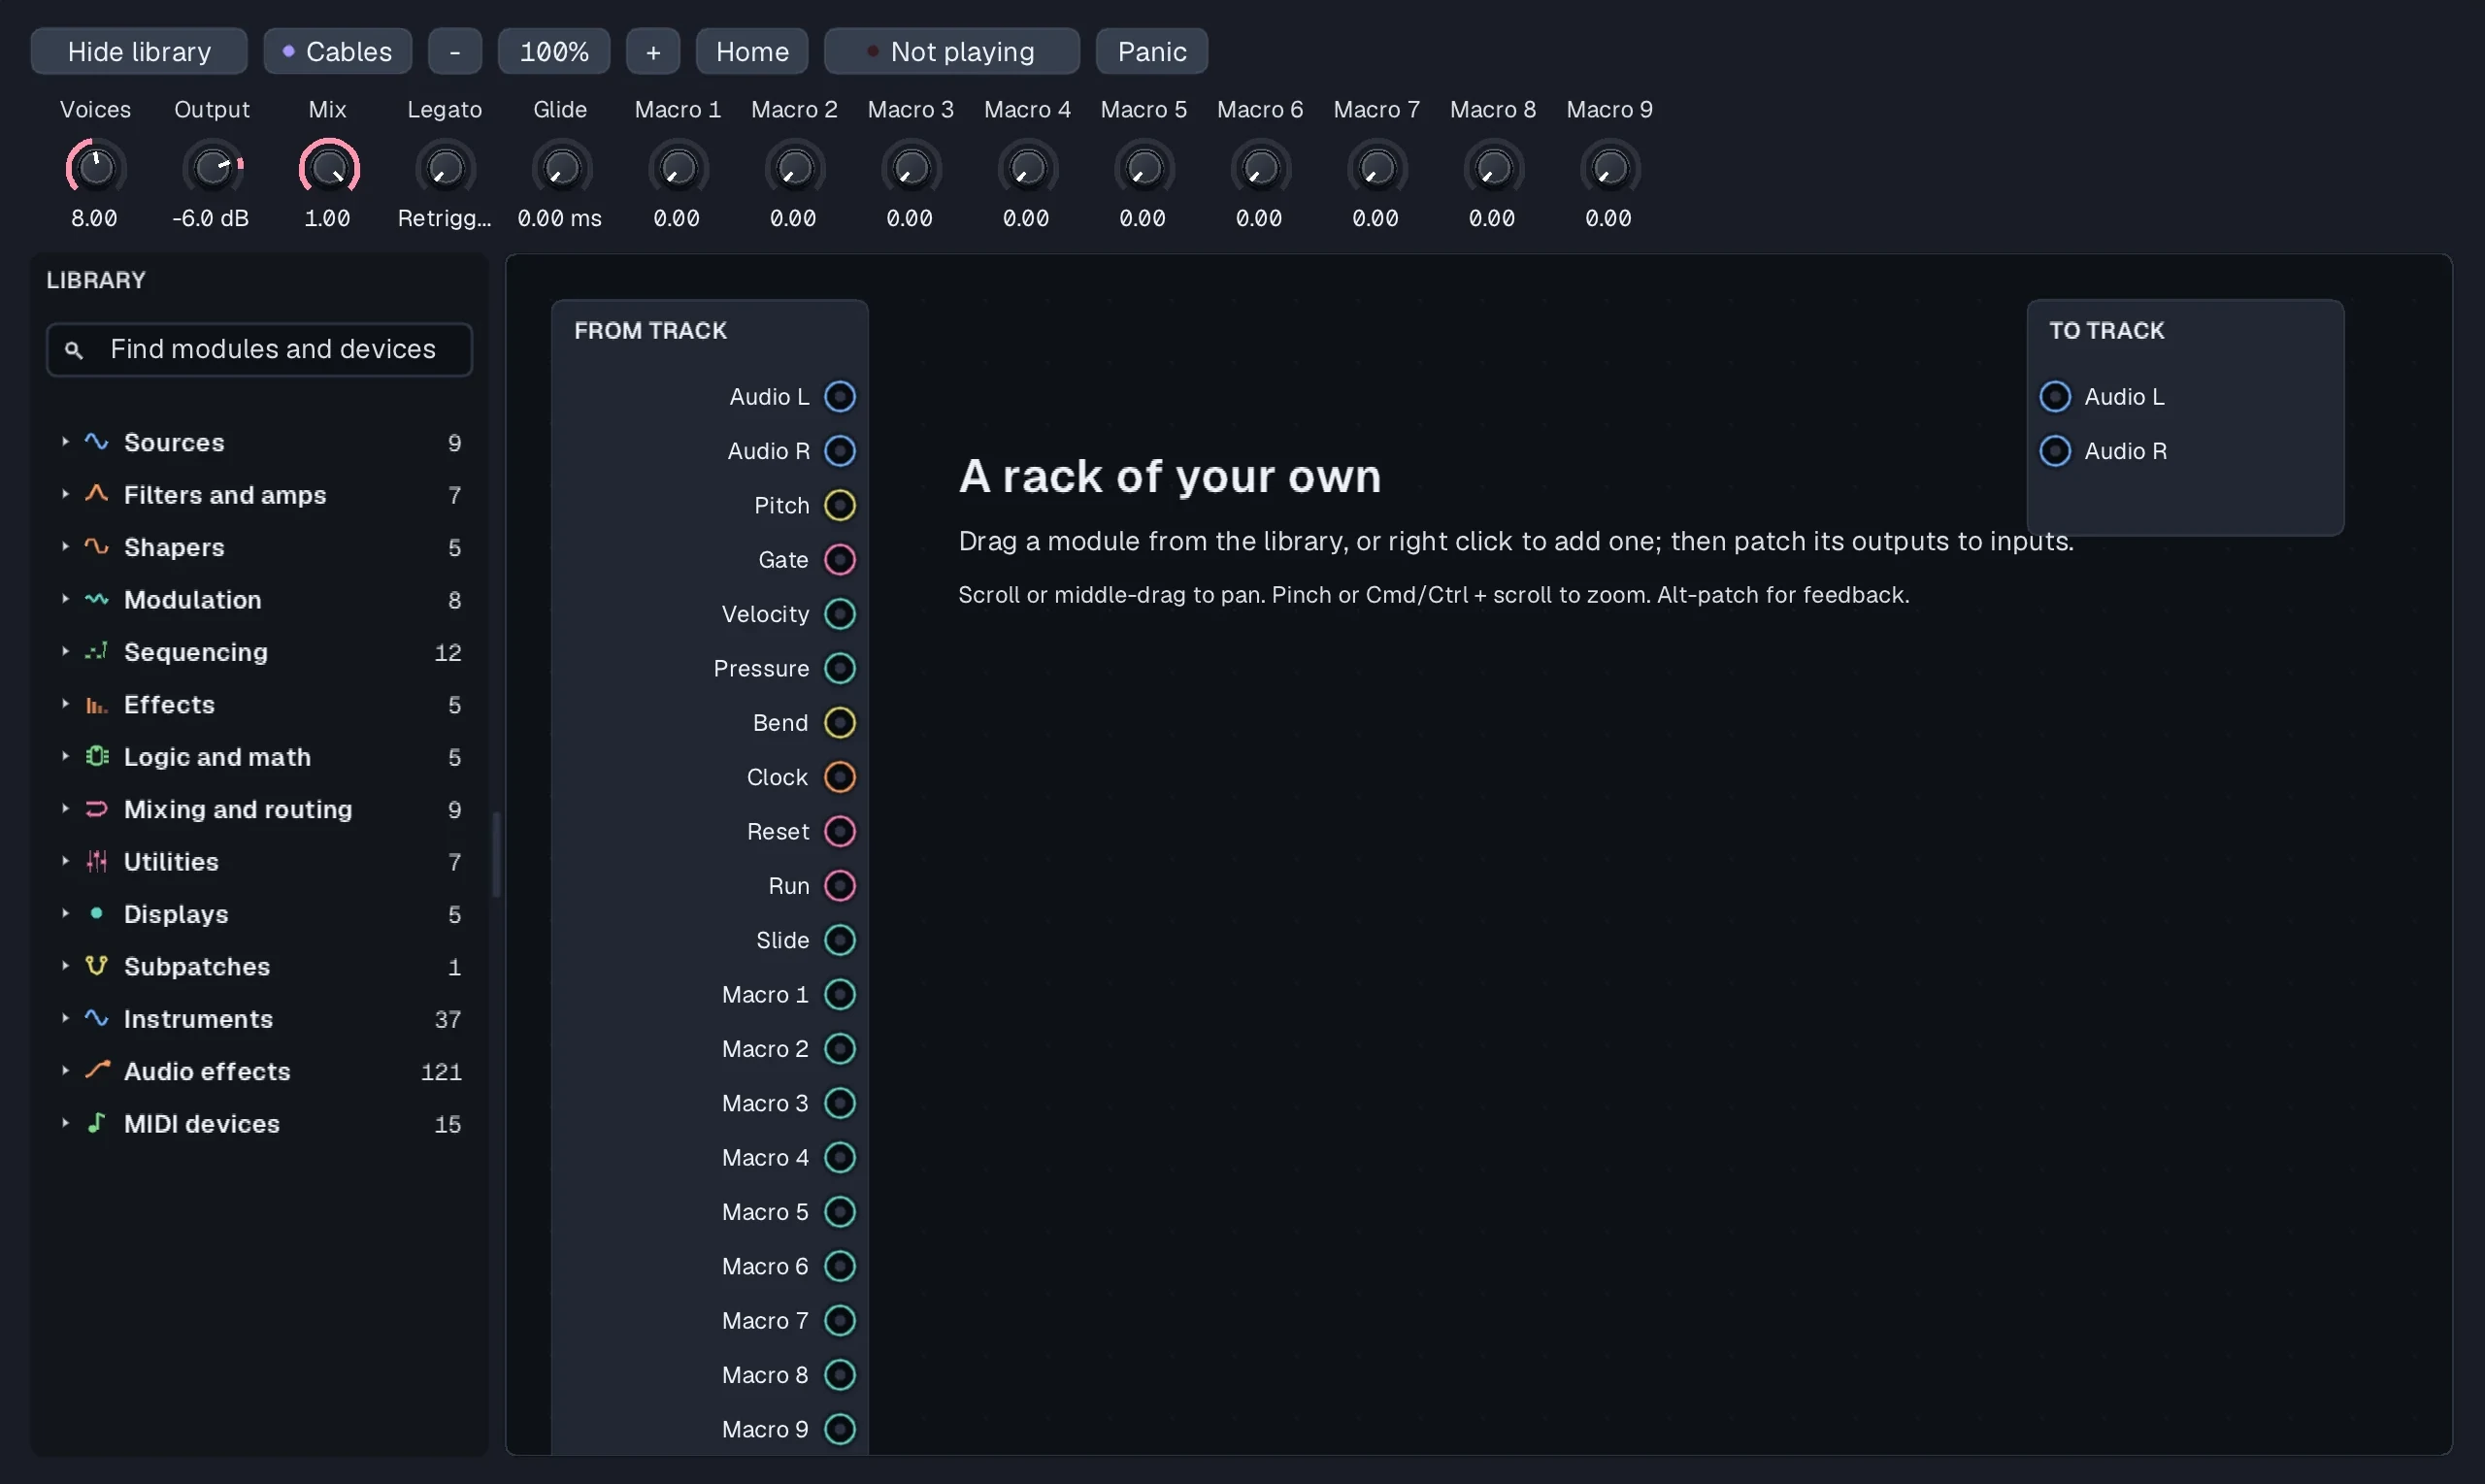 Hide library
Cables
-
100%
+
Home
Not playing
Panic
Voices Output Mix Legato Glide Macro 1 Macro 2 Macro 3 Macro 4 Macro 5 Macro 6 Macro 7 Macro 8 Macro 9
8.00 -6.0 dB 1.00 Retrigg... 0.00 ms 0.00 0.00 0.00 0.00 0.00 0.00 0.00 0.00 0.00
LIBRARY
Find modules and devices
Sources 9
Filters and amps 7
Shapers 5
Modulation 8
Sequencing 12
Effects 5
Logic and math 5
Mixing and routing 9
Utilities 7
Displays 5
Subpatches 1
Instruments 37
Audio effects 121
MIDI devices 15
FROM TRACK
Audio L
Audio R
Pitch
Gate
Velocity
Pressure
Bend
Clock
Reset
Run
Slide
Macro 1
Macro 2
Macro 3
Macro 4
Macro 5
Macro 6
Macro 7
Macro 8
Macro 9
A rack of your own
Drag a module from the library, or right click to add one; then patch its outputs to inputs.
Scroll or middle-drag to pan. Pinch or Cmd/Ctrl + scroll to zoom. Alt-patch for feedback.
TO TRACK
Audio L
Audio R